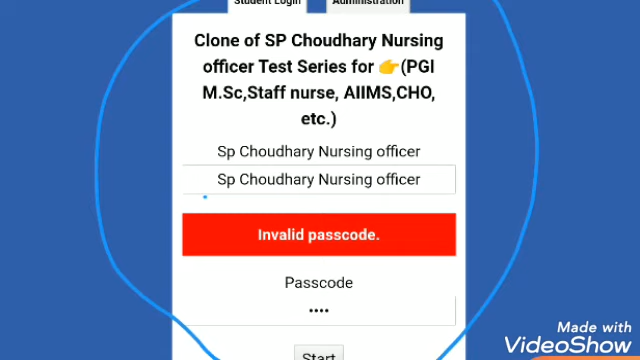 Student Login Administration
Clone of SP Choudhary Nursing
officer Test Series for 👉(PGI
M.Sc,Staff nurse, AIIMS,CHO,
etc.)
Sp Choudhary Nursing officer
Sp Choudhary Nursing officer
Invalid passcode.
Passcode
••••
Start
Made with
VideoShow